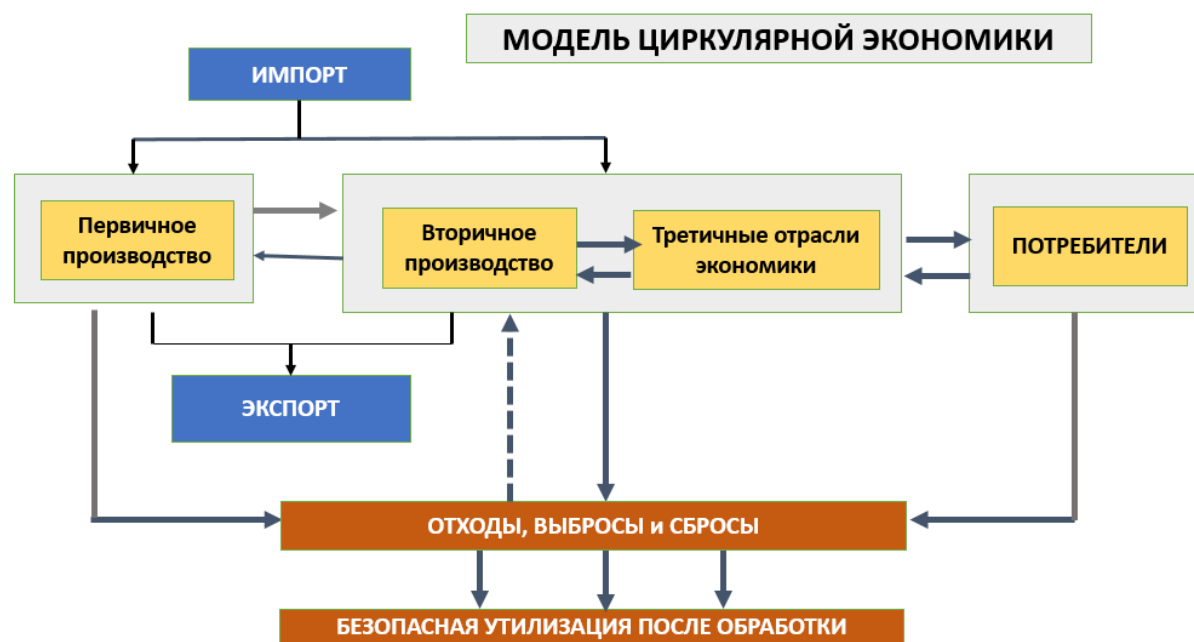 МОДЕЛЬ ЦИРКУЛЯРНОЙ ЭКОНОМИКИ
ИМПОРТ
Первичное
производство
Вторичное
производство
Третичные отрасли
экономики
ПОТРЕБИТЕЛИ
ЭКСПОРТ
ОТХОДЫ, ВЫБРОСЫ и СБРОСЫ
БЕЗОПАСНАЯ УТИЛИЗАЦИЯ ПОСЛЕ ОБРАБОТКИ